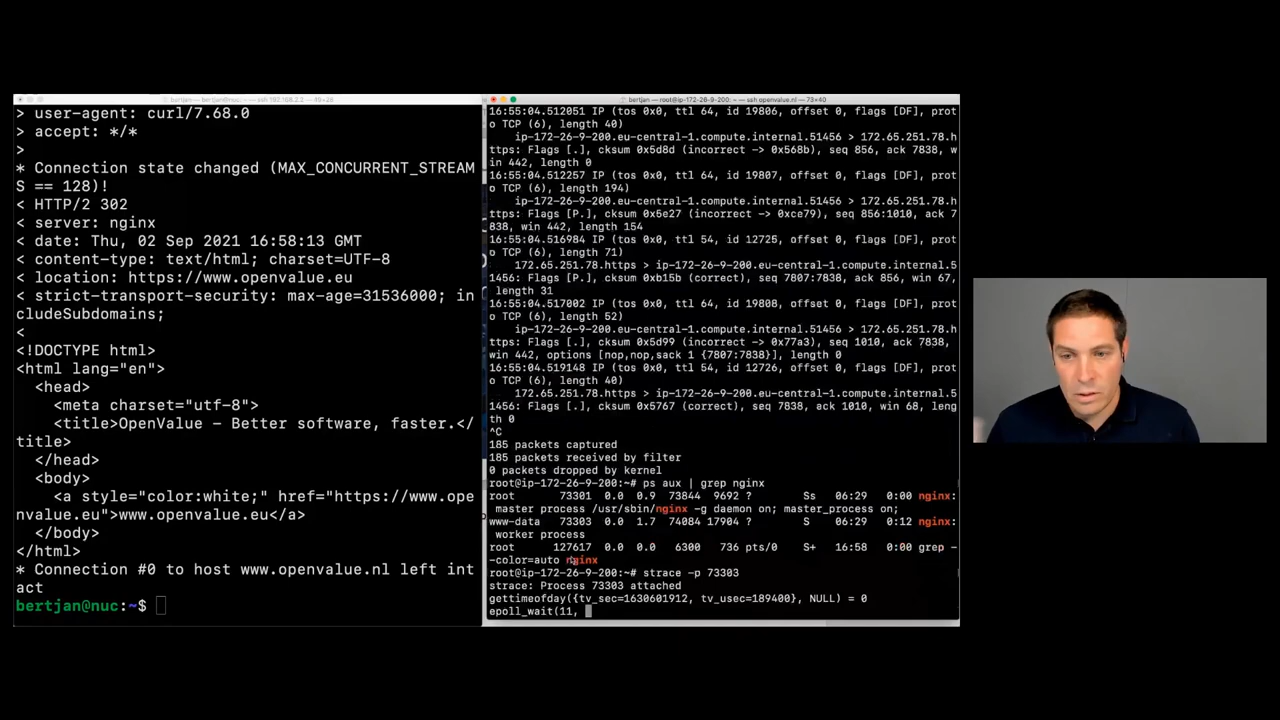 bertjan — bertjan@nuc: ~ — ssh 192.168.2.2 — 49×28
> user-agent: curl/7.68.0
> accept: */*
>
* Connection state changed (MAX_CONCURRENT_STREAM
S == 128)!
< HTTP/2 302
< server: nginx
< date: Thu, 02 Sep 2021 16:58:13 GMT
< content-type: text/html; charset=UTF-8
< location: https://www.openvalue.eu
< strict-transport-security: max-age=31536000; in
cludeSubdomains;
<
<!DOCTYPE html>
<html lang="en">
<head>
<meta charset="utf-8">
<title>OpenValue - Better software, faster.</
title>
</head>
<body>
<a style="color:white;" href="https://www.ope
nvalue.eu">www.openvalue.eu</a>
</body>
</html>
* Connection #0 to host www.openvalue.nl left int
act
bertjan@nuc:~$
bertjan — root@ip-172-26-9-200: ~ — ssh openvalue.nl — 73×40
16:55:04.512051 IP (tos 0x0, ttl 64, id 19806, offset 0, flags [DF], prot
o TCP (6), length 40)
ip-172-26-9-200.eu-central-1.compute.internal.51456 > 172.65.251.78.h
ttps: Flags [.], cksum 0x5d8d (incorrect -> 0x568b), seq 856, ack 7838, w
in 442, length 0
16:55:04.512257 IP (tos 0x0, ttl 64, id 19807, offset 0, flags [DF], prot
o TCP (6), length 194)
ip-172-26-9-200.eu-central-1.compute.internal.51456 > 172.65.251.78.h
ttps: Flags [P.], cksum 0x5e27 (incorrect -> 0xce79), seq 856:1010, ack 7
838, win 442, length 154
16:55:04.516984 IP (tos 0x0, ttl 54, id 12725, offset 0, flags [DF], prot
o TCP (6), length 71)
172.65.251.78.https > ip-172-26-9-200.eu-central-1.compute.internal.5
1456: Flags [P.], cksum 0xb15b (correct), seq 7807:7838, ack 856, win 67,
length 31
16:55:04.517002 IP (tos 0x0, ttl 64, id 19808, offset 0, flags [DF], prot
o TCP (6), length 52)
ip-172-26-9-200.eu-central-1.compute.internal.51456 > 172.65.251.78.h
ttps: Flags [.], cksum 0x5d99 (incorrect -> 0x77a3), seq 1010, ack 7838,
win 442, options [nop,nop,sack 1 {7807:7838}], length 0
16:55:04.519148 IP (tos 0x0, ttl 54, id 12726, offset 0, flags [DF], prot
o TCP (6), length 40)
172.65.251.78.https > ip-172-26-9-200.eu-central-1.compute.internal.5
1456: Flags [.], cksum 0x5767 (correct), seq 7838, ack 1010, win 68, leng
th 0
^C
185 packets captured
185 packets received by filter
0 packets dropped by kernel
root@ip-172-26-9-200:~# ps aux | grep nginx
root 73301 0.0 0.9 73844 9692 ? Ss 06:29 0:00 nginx:
master process /usr/sbin/nginx -g daemon on; master_process on;
www-data 73303 0.0 1.7 74084 17904 ? S 06:29 0:12 nginx:
worker process
root 127617 0.0 0.0 6300 736 pts/0 S+ 16:58 0:00 grep -
-color=auto nginx
root@ip-172-26-9-200:~# strace -p 73303
strace: Process 73303 attached
gettimeofday({tv_sec=1630601912, tv_usec=189400}, NULL) = 0
epoll_wait(11,